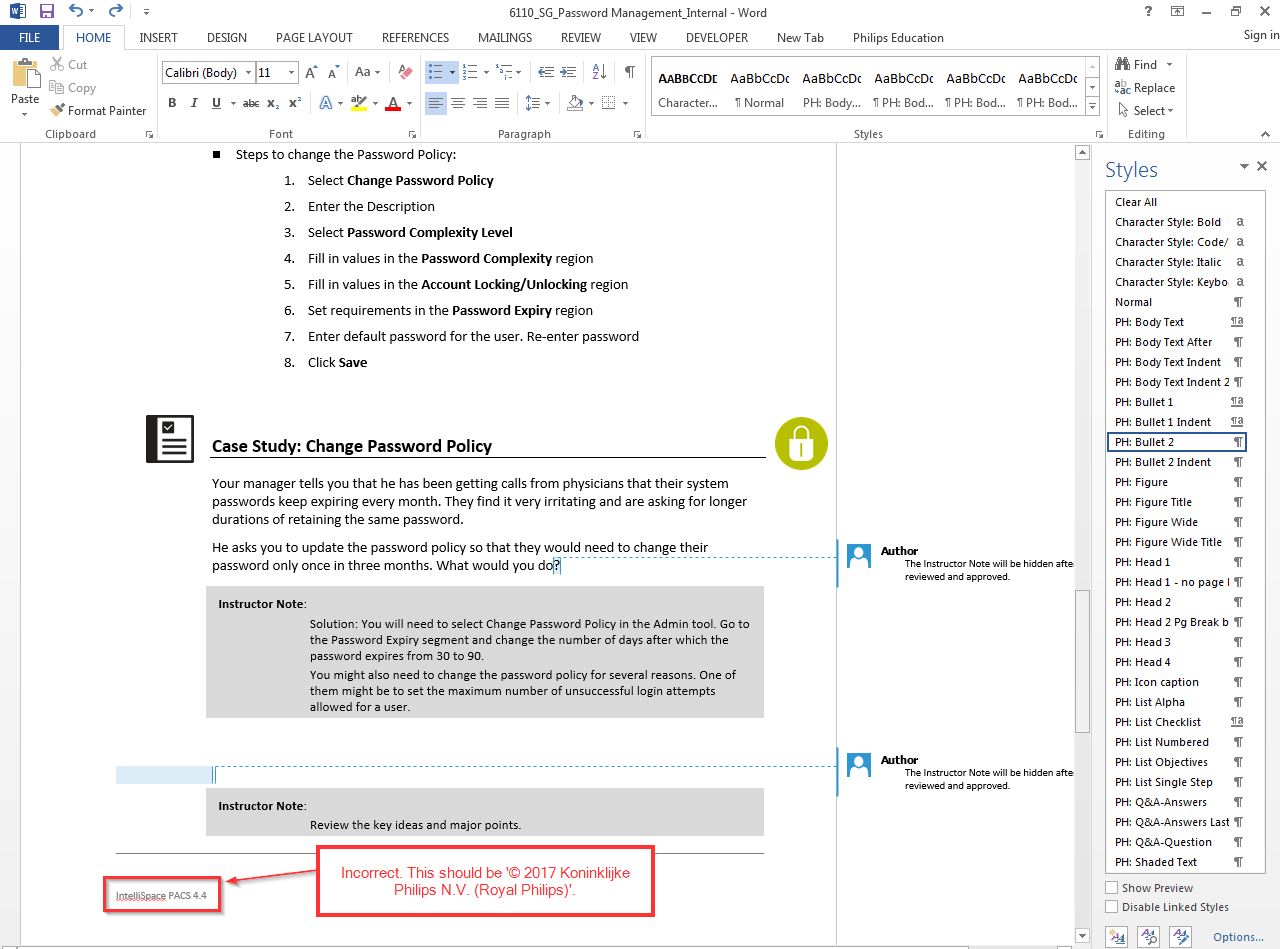 6110_SG_Password Management_Internal - Word
FILE HOME INSERT DESIGN PAGE LAYOUT REFERENCES MAILINGS REVIEW VIEW DEVELOPER New Tab Philips Education Sign in
Paste
Cut
Copy
Format Painter
Clipboard
Calibri (Body) 11
Font
Paragraph
AABBCCDE AaBbCcDc AaBbCcDc AaBbCcDc AaBbCcDc AaBbCcDc
Character... ¶ Normal PH: Body... ¶ PH: Bod... ¶ PH: Bod... ¶ PH: Bod...
Styles
Find
Replace
Select
Editing
■ Steps to change the Password Policy:
1. Select Change Password Policy
2. Enter the Description
3. Select Password Complexity Level
4. Fill in values in the Password Complexity region
5. Fill in values in the Account Locking/Unlocking region
6. Set requirements in the Password Expiry region
7. Enter default password for the user. Re-enter password
8. Click Save
Case Study: Change Password Policy
Your manager tells you that he has been getting calls from physicians that their system
passwords keep expiring every month. They find it very irritating and are asking for longer
durations of retaining the same password.
He asks you to update the password policy so that they would need to change their
password only once in three months. What would you do?
Author
The Instructor Note will be hidden afte
reviewed and approved.
Instructor Note:
Solution: You will need to select Change Password Policy in the Admin tool. Go to
the Password Expiry segment and change the number of days after which the
password expires from 30 to 90.
You might also need to change the password policy for several reasons. One of
them might be to set the maximum number of unsuccessful login attempts
allowed for a user.
Author
The Instructor Note will be hidden afte
reviewed and approved.
Instructor Note:
Review the key ideas and major points.
Incorrect. This should be '© 2017 Koninklijke
Philips N.V. (Royal Philips)'.
IntelliSpace PACS 4.4
Styles
Clear All
Character Style: Bold a
Character Style: Code/ a
Character Style: Italic a
Character Style: Keybo a
Normal ¶
PH: Body Text ¶a
PH: Body Text After ¶
PH: Body Text Indent ¶
PH: Body Text Indent 2 ¶
PH: Bullet 1 ¶a
PH: Bullet 1 Indent ¶a
PH: Bullet 2 ¶
PH: Bullet 2 Indent ¶
PH: Figure ¶
PH: Figure Title ¶
PH: Figure Wide ¶
PH: Figure Wide Title ¶
PH: Head 1 ¶
PH: Head 1 - no page ¶
PH: Head 2 ¶
PH: Head 2 Pg Break b ¶
PH: Head 3 ¶
PH: Head 4 ¶
PH: Icon caption ¶
PH: List Alpha ¶
PH: List Checklist ¶a
PH: List Numbered ¶
PH: List Objectives ¶
PH: List Single Step ¶
PH: Q&A-Answers ¶
PH: Q&A-Answers Last ¶
PH: Q&A-Question ¶
PH: Shaded Text ¶
Show Preview
Disable Linked Styles
Options...